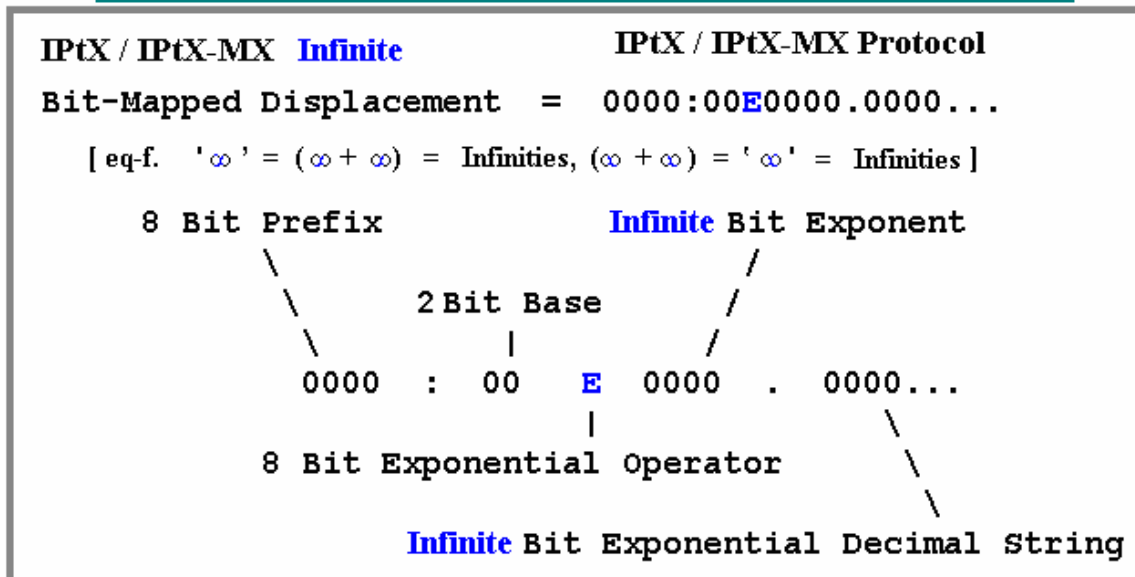 IPtX / IPtX-MX Infinite IPtX / IPtX-MX Protocol
Bit-Mapped Displacement = 0000:00E0000.0000...
[ eq-f. '∞' = (∞ + ∞) = Infinities, (∞ + ∞) = '∞' = Infinities ]
8 Bit Prefix Infinite Bit Exponent
2 Bit Base
0000 : 00 E 0000 . 0000...
8 Bit Exponential Operator
Infinite Bit Exponential Decimal String